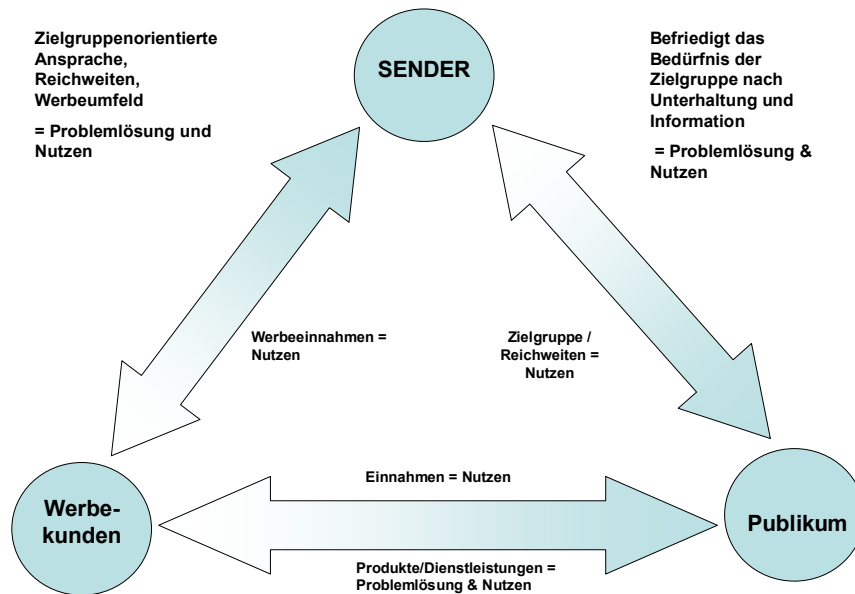 Zielgruppenorientierte
Ansprache,
Reichweiten,
Werbeumfeld
= Problemlösung und
Nutzen
SENDER
Befriedigt das
Bedürfnis der
Zielgruppe nach
Unterhaltung und
Information
= Problemlösung &
Nutzen
Werbeeinnahmen =
Nutzen
Zielgruppe /
Reichweiten =
Nutzen
Werbe-
kunden
Einnahmen = Nutzen
Produkte/Dienstleistungen =
Problemlösung & Nutzen
Publikum